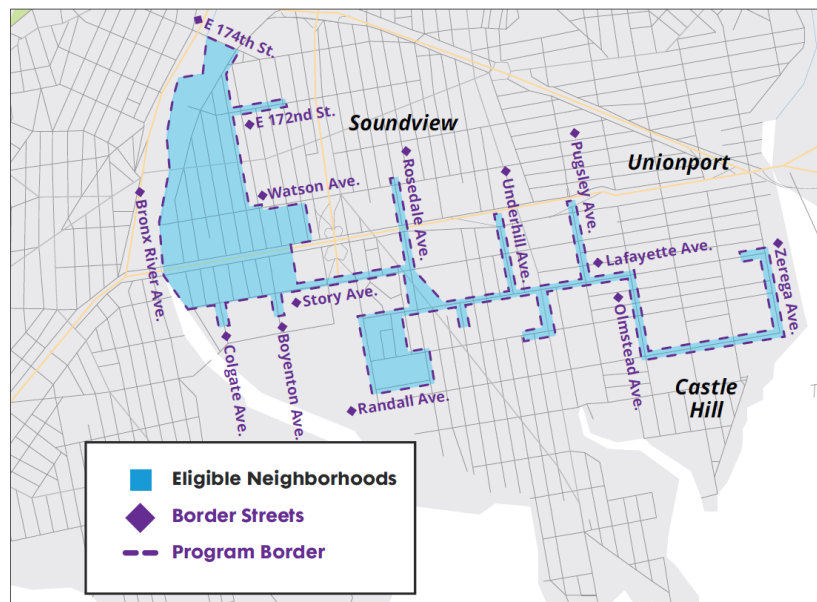 E 174th St.
E 172nd St.
Soundview
Pugsley Ave.
Unionport
Watson Ave.
Rosedale Ave.
Underhill Ave.
Bronx River Ave.
Lafayette Ave.
Zerega Ave.
Story Ave.
Colgate Ave.
Boyenton Ave.
Olmstead Ave.
Castle
Hill
Randall Ave.
Eligible Neighborhoods
Border Streets
Program Border